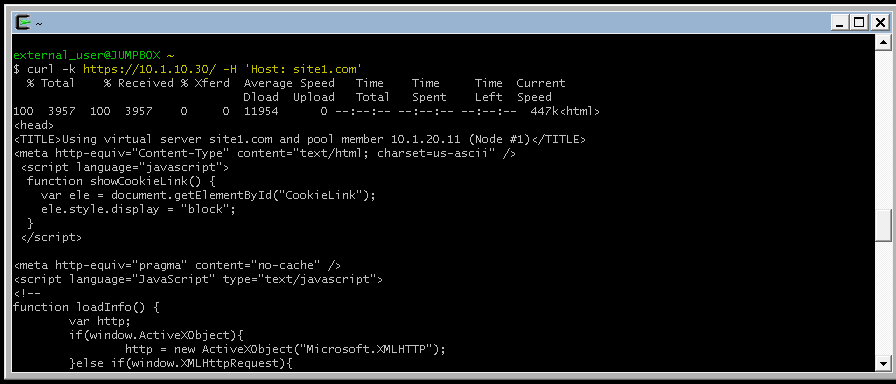 ~
external_user@JUMPBOX ~
$ curl -k https://10.1.10.30/ -H 'Host: site1.com'
  % Total    % Received % Xferd  Average Speed   Time    Time     Time  Current
                                 Dload  Upload   Total   Spent    Left  Speed
100  3957  100  3957    0     0  11954      0 --:--:-- --:--:-- --:--:--  447k<html>
<head>
<TITLE>Using virtual server site1.com and pool member 10.1.20.11 (Node #1)</TITLE>
<meta http-equiv="Content-Type" content="text/html; charset=us-ascii" />
 <script language="javascript">
  function showCookieLink() {
    var ele = document.getElementById("CookieLink");
    ele.style.display = "block";
  }
 </script>
<meta http-equiv="pragma" content="no-cache" />
<script language="JavaScript" type="text/javascript">
<!--
function loadInfo() {
        var http;
        if(window.ActiveXObject){
                http = new ActiveXObject("Microsoft.XMLHTTP");
        }else if(window.XMLHttpRequest){